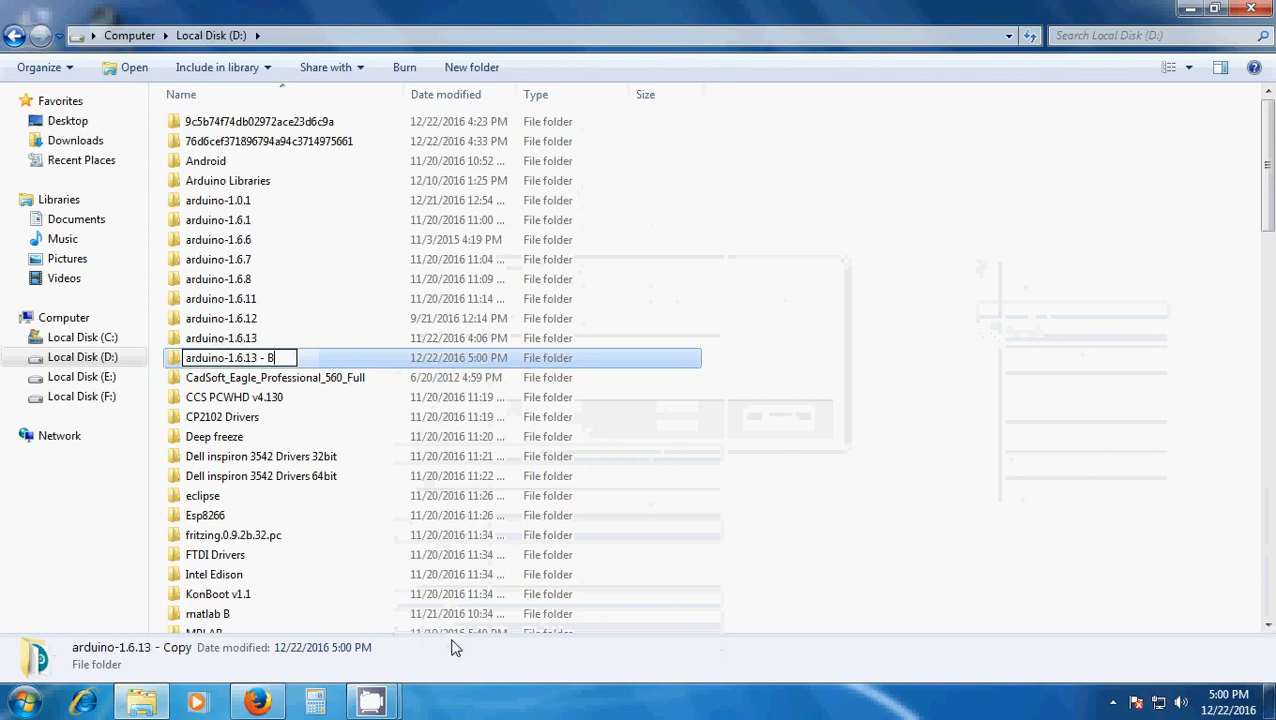 Computer
Local Disk (D:)
Search Local Disk (D:)
Organize
Open
Include in library
Share with
Burn
New folder
Favorites
Desktop
Downloads
Recent Places
Libraries
Documents
Music
Pictures
Videos
Computer
Local Disk (C:)
Local Disk (D:)
Local Disk (E:)
Local Disk (F:)
Network
Name Date modified Type Size
9c5b74f74db02972ace23d6c9a 12/22/2016 4:23 PM File folder
76d6cef371896794a94c3714975661 12/22/2016 4:33 PM File folder
Android 11/20/2016 10:52 ... File folder
Arduino Libraries 12/10/2016 1:25 PM File folder
arduino-1.0.1 12/21/2016 12:54 ... File folder
arduino-1.6.1 11/20/2016 11:00 ... File folder
arduino-1.6.6 11/3/2015 4:19 PM File folder
arduino-1.6.7 11/20/2016 11:04 ... File folder
arduino-1.6.8 11/20/2016 11:09 ... File folder
arduino-1.6.11 11/20/2016 11:14 ... File folder
arduino-1.6.12 9/21/2016 12:14 PM File folder
arduino-1.6.13 11/22/2016 4:06 PM File folder
arduino-1.6.13 - B 12/22/2016 5:00 PM File folder
CadSoft_Eagle_Professional_560_Full 6/20/2012 4:59 PM File folder
CCS PCWHD v4.130 11/20/2016 11:19 ... File folder
CP2102 Drivers 11/20/2016 11:19 ... File folder
Deep freeze 11/20/2016 11:20 ... File folder
Dell inspiron 3542 Drivers 32bit 11/20/2016 11:21 ... File folder
Dell inspiron 3542 Drivers 64bit 11/20/2016 11:22 ... File folder
eclipse 11/20/2016 11:26 ... File folder
Esp8266 11/20/2016 11:26 ... File folder
fritzing.0.9.2b.32.pc 11/20/2016 11:34 ... File folder
FTDI Drivers 11/20/2016 11:34 ... File folder
Intel Edison 11/20/2016 11:34 ... File folder
KonBoot v1.1 11/20/2016 11:34 ... File folder
matlab B 11/21/2016 10:34 ... File folder
MPLAB 11/19/2016 5:40 PM File folder
arduino-1.6.13 - Copy Date modified: 12/22/2016 5:00 PM
File folder
5:00 PM
12/22/2016